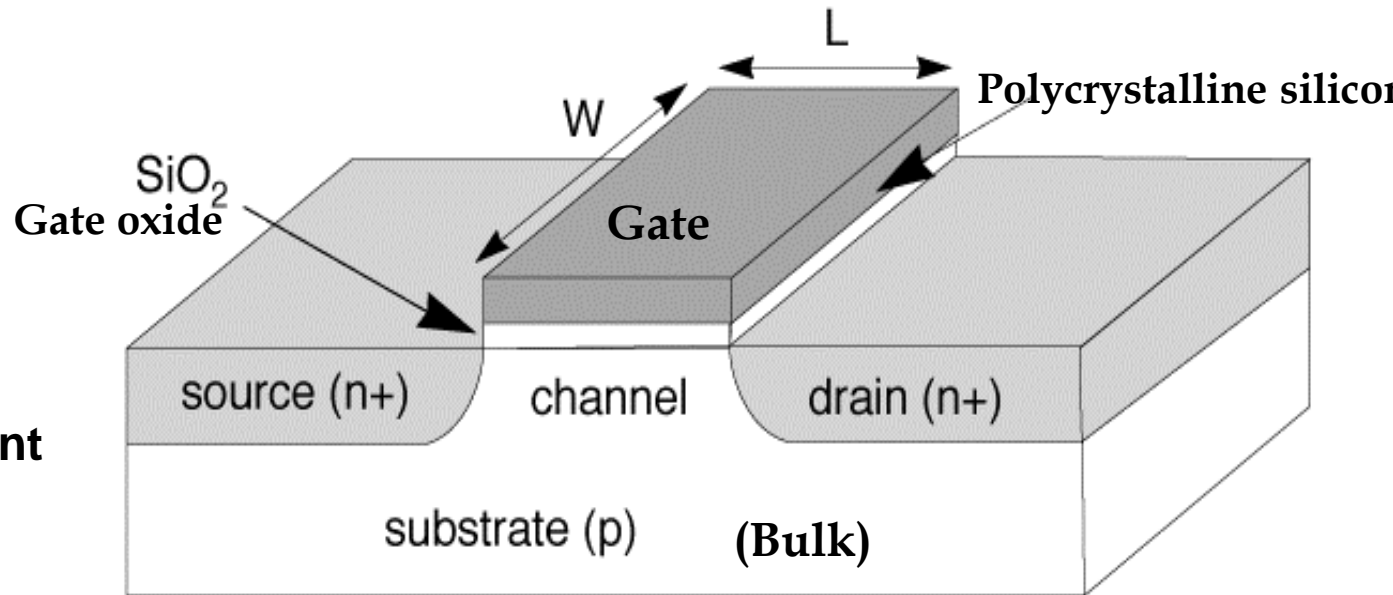 L
Polycrystalline silicon
W
SiO₂
Gate oxide
Gate
source (n+)
channel
drain (n+)
nt
substrate (p)
(Bulk)